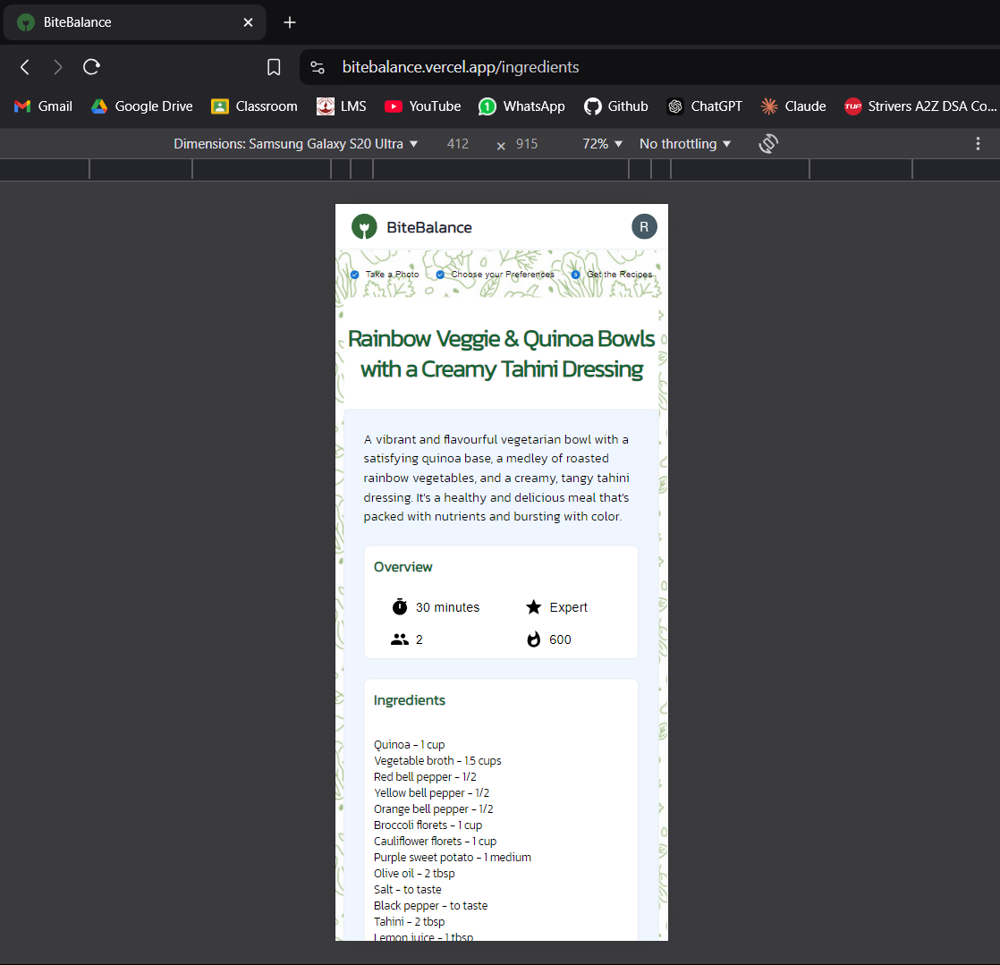 BiteBalance
bitebalance.vercel.app/ingredients
Gmail Google Drive Classroom LMS YouTube 1 WhatsApp Github ChatGPT Claude TUF Strivers A2Z DSA Co...
Dimensions: Samsung Galaxy S20 Ultra 412 × 915 72% No throttling
BiteBalance R
Take a Photo Choose your Preferences 3 Get the Recipes
Rainbow Veggie & Quinoa Bowls
with a Creamy Tahini Dressing
A vibrant and flavourful vegetarian bowl with a
satisfying quinoa base, a medley of roasted
rainbow vegetables, and a creamy, tangy tahini
dressing. It's a healthy and delicious meal that's
packed with nutrients and bursting with color.
Overview
30 minutes Expert
2 600
Ingredients
Quinoa - 1 cup
Vegetable broth - 1.5 cups
Red bell pepper - 1/2
Yellow bell pepper - 1/2
Orange bell pepper - 1/2
Broccoli florets - 1 cup
Cauliflower florets - 1 cup
Purple sweet potato - 1 medium
Olive oil - 2 tbsp
Salt - to taste
Black pepper - to taste
Tahini - 2 tbsp
Lemon juice - 1 tbsp